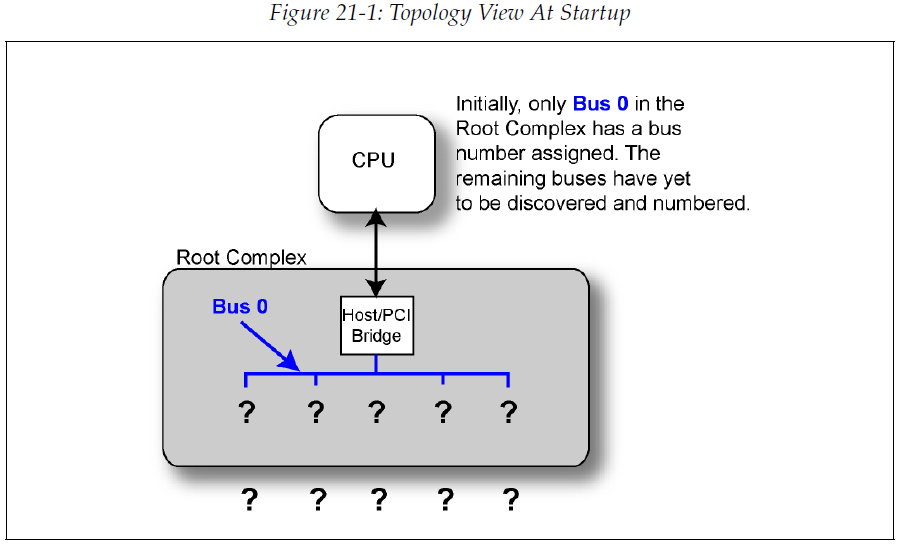 Figure 21-1: Topology View At Startup
Initially, only Bus 0 in the
Root Complex has a bus
number assigned. The
remaining buses have yet
to be discovered and numbered.
CPU
Root Complex
Bus 0
Host/PCI
Bridge
? ? ? ? ?
? ? ? ? ?